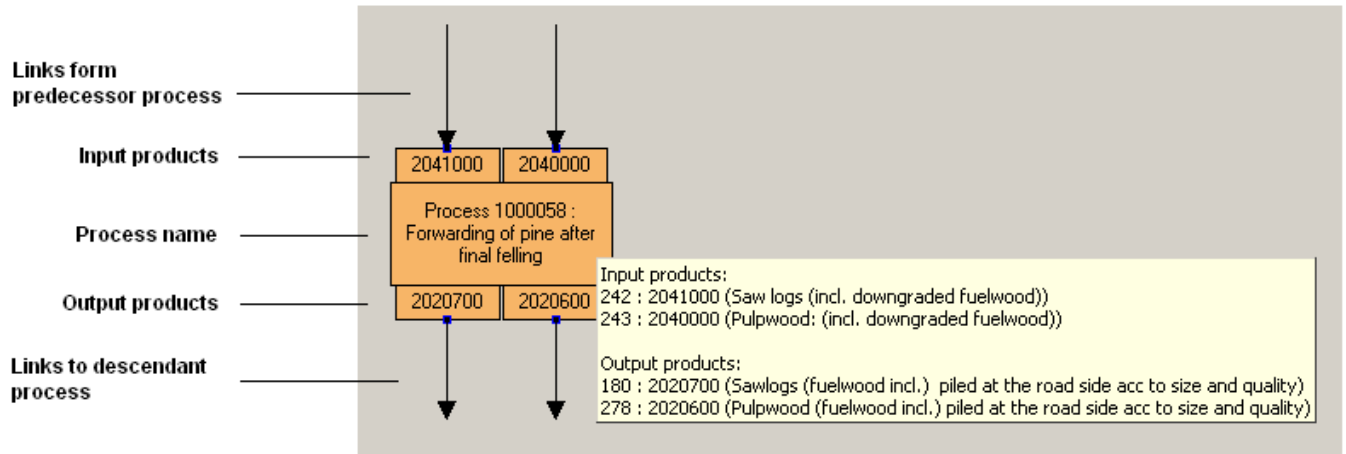 Links form
predecessor process
Input products
2041000 2040000
Process 1000058 :
Forwarding of pine after
final felling
Process name
Output products
2020700 2020600
Input products:
242 : 2041000 (Saw logs (incl. downgraded fuelwood))
243 : 2040000 (Pulpwood: (incl. downgraded fuelwood))
Output products:
180 : 2020700 (Sawlogs (fuelwood incl.)  piled at the road side acc to size and quality)
278 : 2020600 (Pulpwood (fuelwood incl.) piled at the road side acc to size and quality)
Links to descendant
process